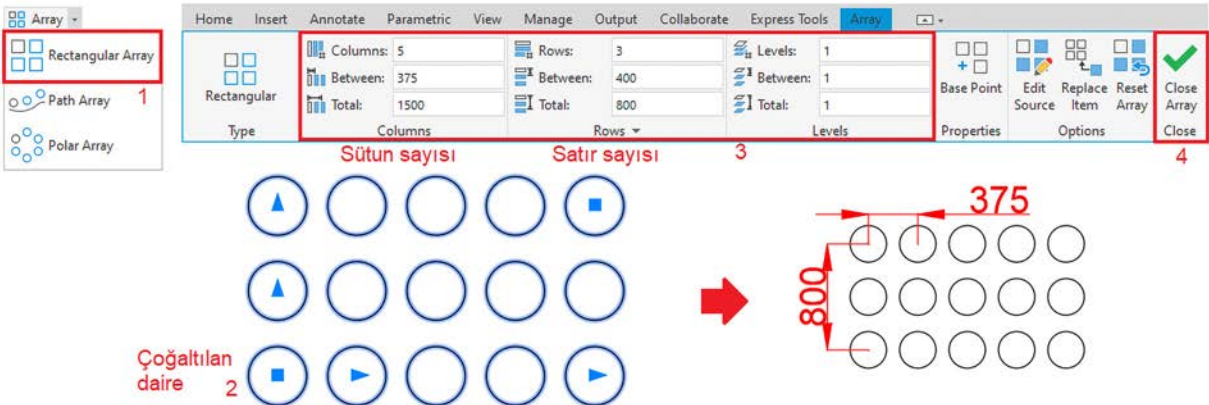 Array
Rectangular Array
1
Path Array
Polar Array
Home Insert Annotate Parametric View Manage Output Collaborate Express Tools Array
Rectangular
Type
Columns: 5
Between: 375
Total: 1500
Columns
Rows: 3
Between: 400
Total: 800
Rows
Levels: 1
Between: 1
Total: 1
Levels
Base Point
Properties
Edit Source
Replace Item
Reset Array
Options
Close Array
Close
Sütun sayısı
Satır sayısı
3
4
375
800
Çoğaltılan
daire 2